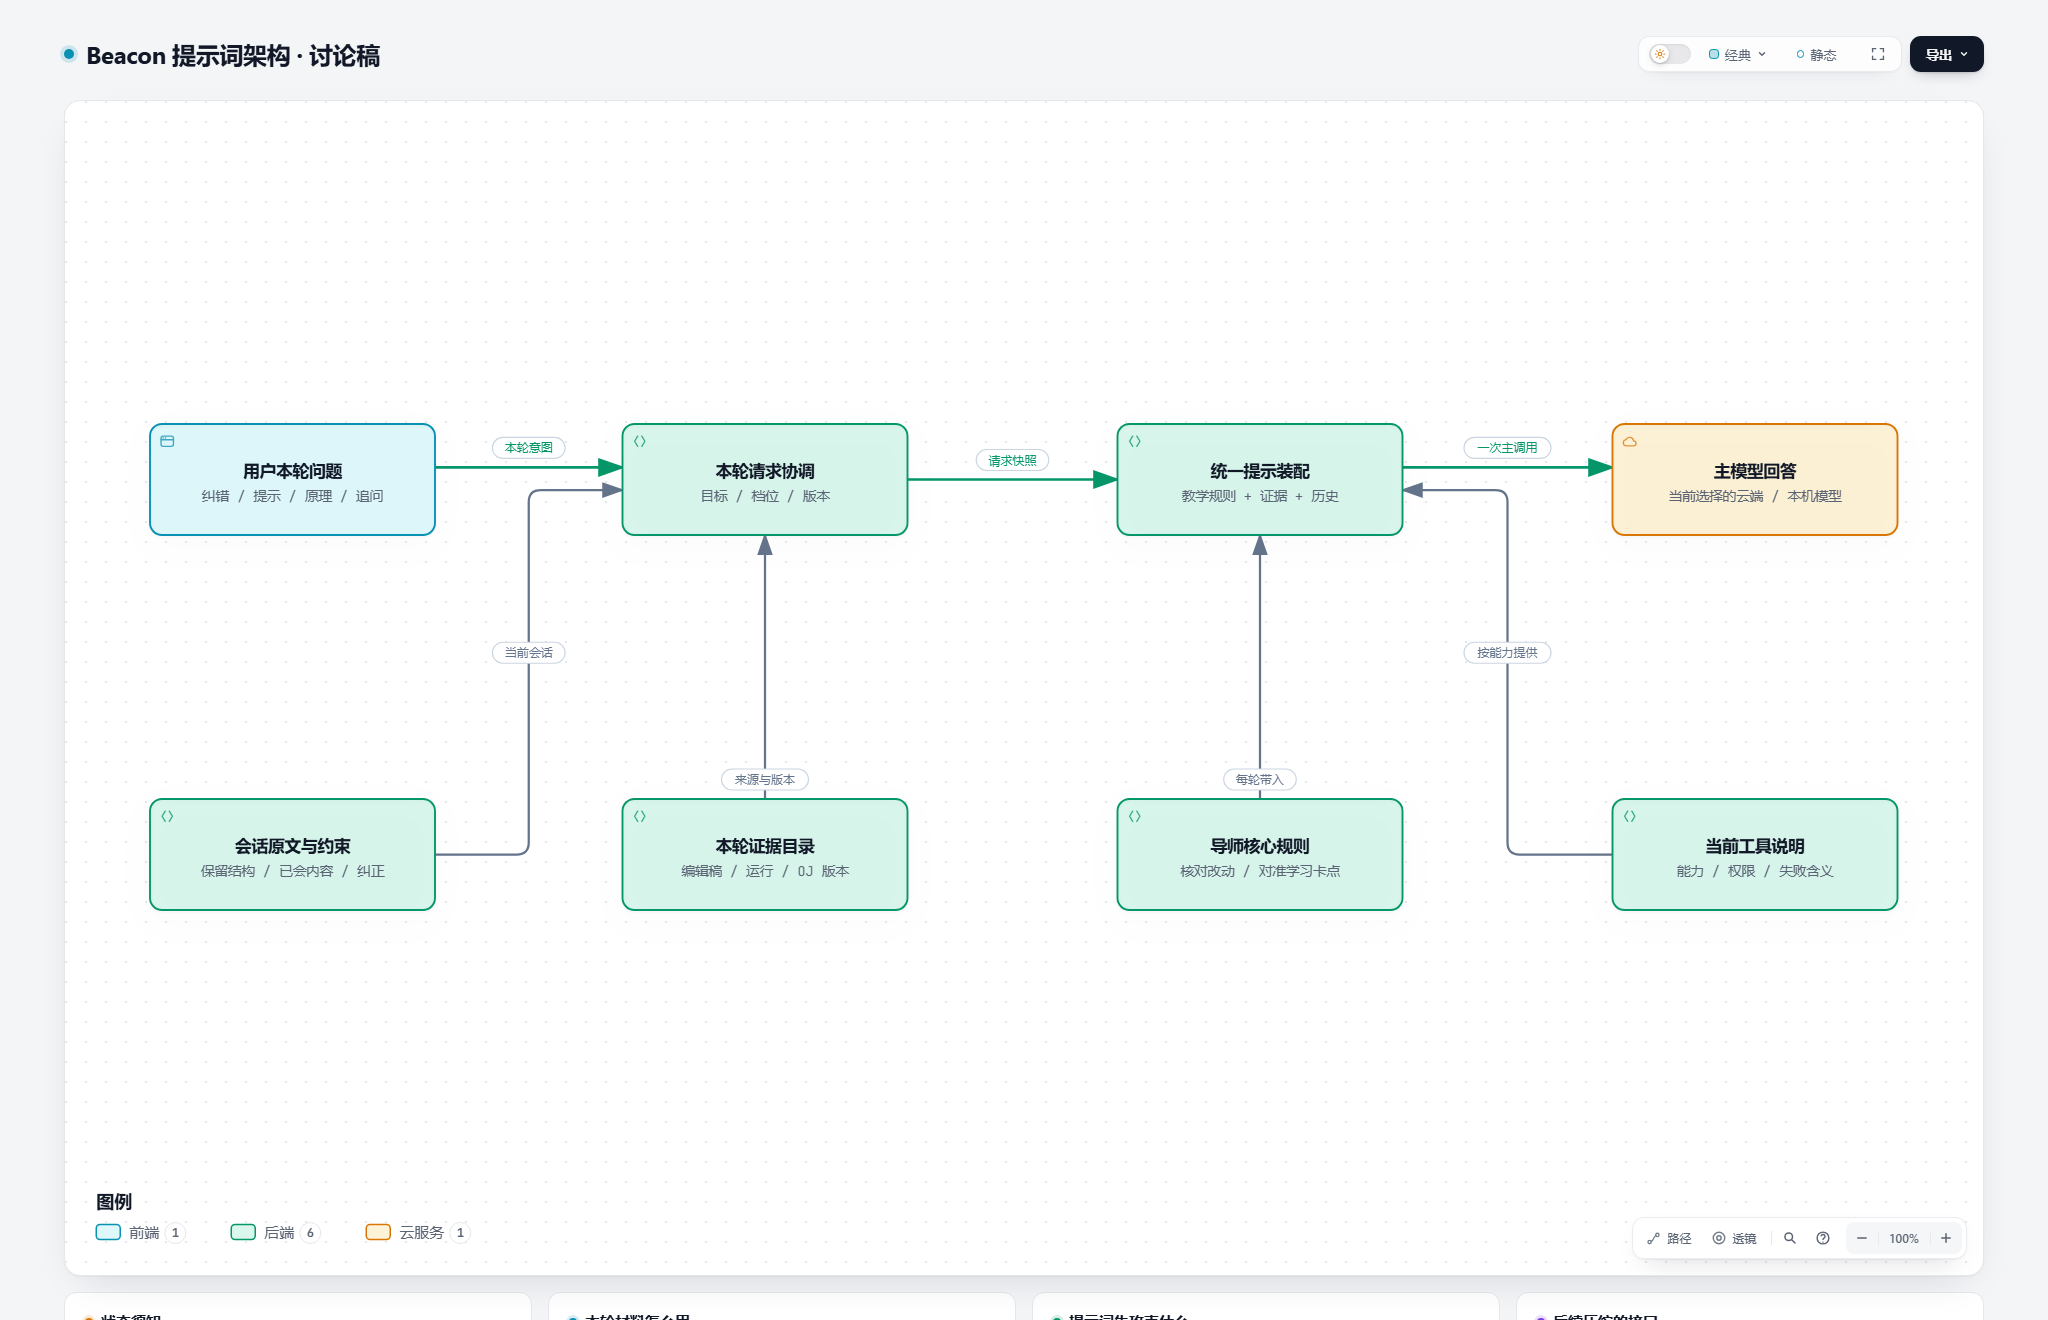 Beacon 提示词架构 · 讨论稿
经典
静态
导出
用户本轮问题
纠错 / 提示 / 原理 / 追问
本轮意图
本轮请求协调
目标 / 档位 / 版本
请求快照
统一提示装配
教学规则 + 证据 + 历史
一次主调用
主模型回答
当前选择的云端 / 本机模型
当前会话
按能力提供
来源与版本
每轮带入
会话原文与约束
保留结构 / 已会内容 / 纠正
本轮证据目录
编辑稿 / 运行 / OJ 版本
导师核心规则
核对改动 / 对准学习卡点
当前工具说明
能力 / 权限 / 失败含义
图例
前端 1
后端 6
云服务 1
路径
透镜
100%